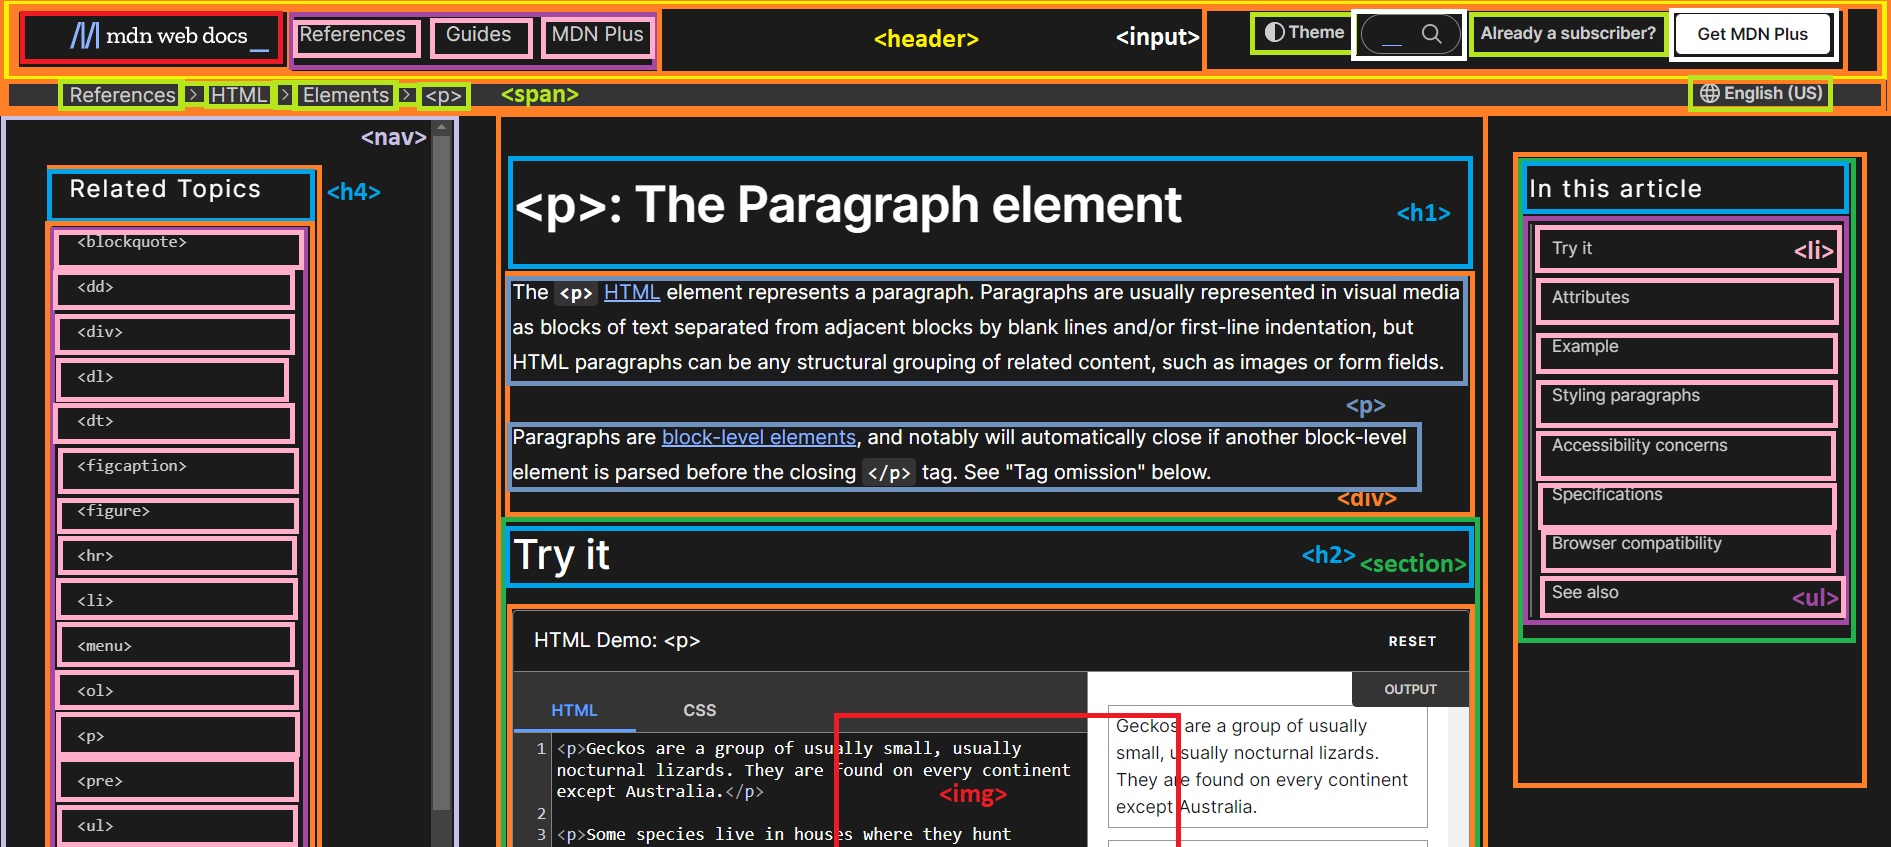 mdn web docs_
References
Guides
MDN Plus
<header>
<input>
Theme
Already a subscriber?
Get MDN Plus
References > HTML > Elements > <p>
<span>
English (US)
<nav>
Related Topics
<h4>
<blockquote>
<dd>
<div>
<dl>
<dt>
<figcaption>
<figure>
<hr>
<li>
<menu>
<ol>
<p>
<pre>
<ul>
<p>: The Paragraph element
<h1>
The <p> HTML element represents a paragraph. Paragraphs are usually represented in visual media
as blocks of text separated from adjacent blocks by blank lines and/or first-line indentation, but
HTML paragraphs can be any structural grouping of related content, such as images or form fields.
<p>
Paragraphs are block-level elements, and notably will automatically close if another block-level
element is parsed before the closing </p> tag. See "Tag omission" below.
<div>
Try it
<h2>
<section>
HTML Demo: <p>
RESET
HTML
CSS
1 <p>Geckos are a group of usually small, usually
nocturnal lizards. They are found on every continent
except Australia.</p>
2
3 <p>Some species live in houses where they hunt
<img>
OUTPUT
Geckos are a group of usually
small, usually nocturnal lizards.
They are found on every continent
except Australia.
In this article
Try it
<li>
Attributes
Example
Styling paragraphs
Accessibility concerns
Specifications
Browser compatibility
See also
<ul>